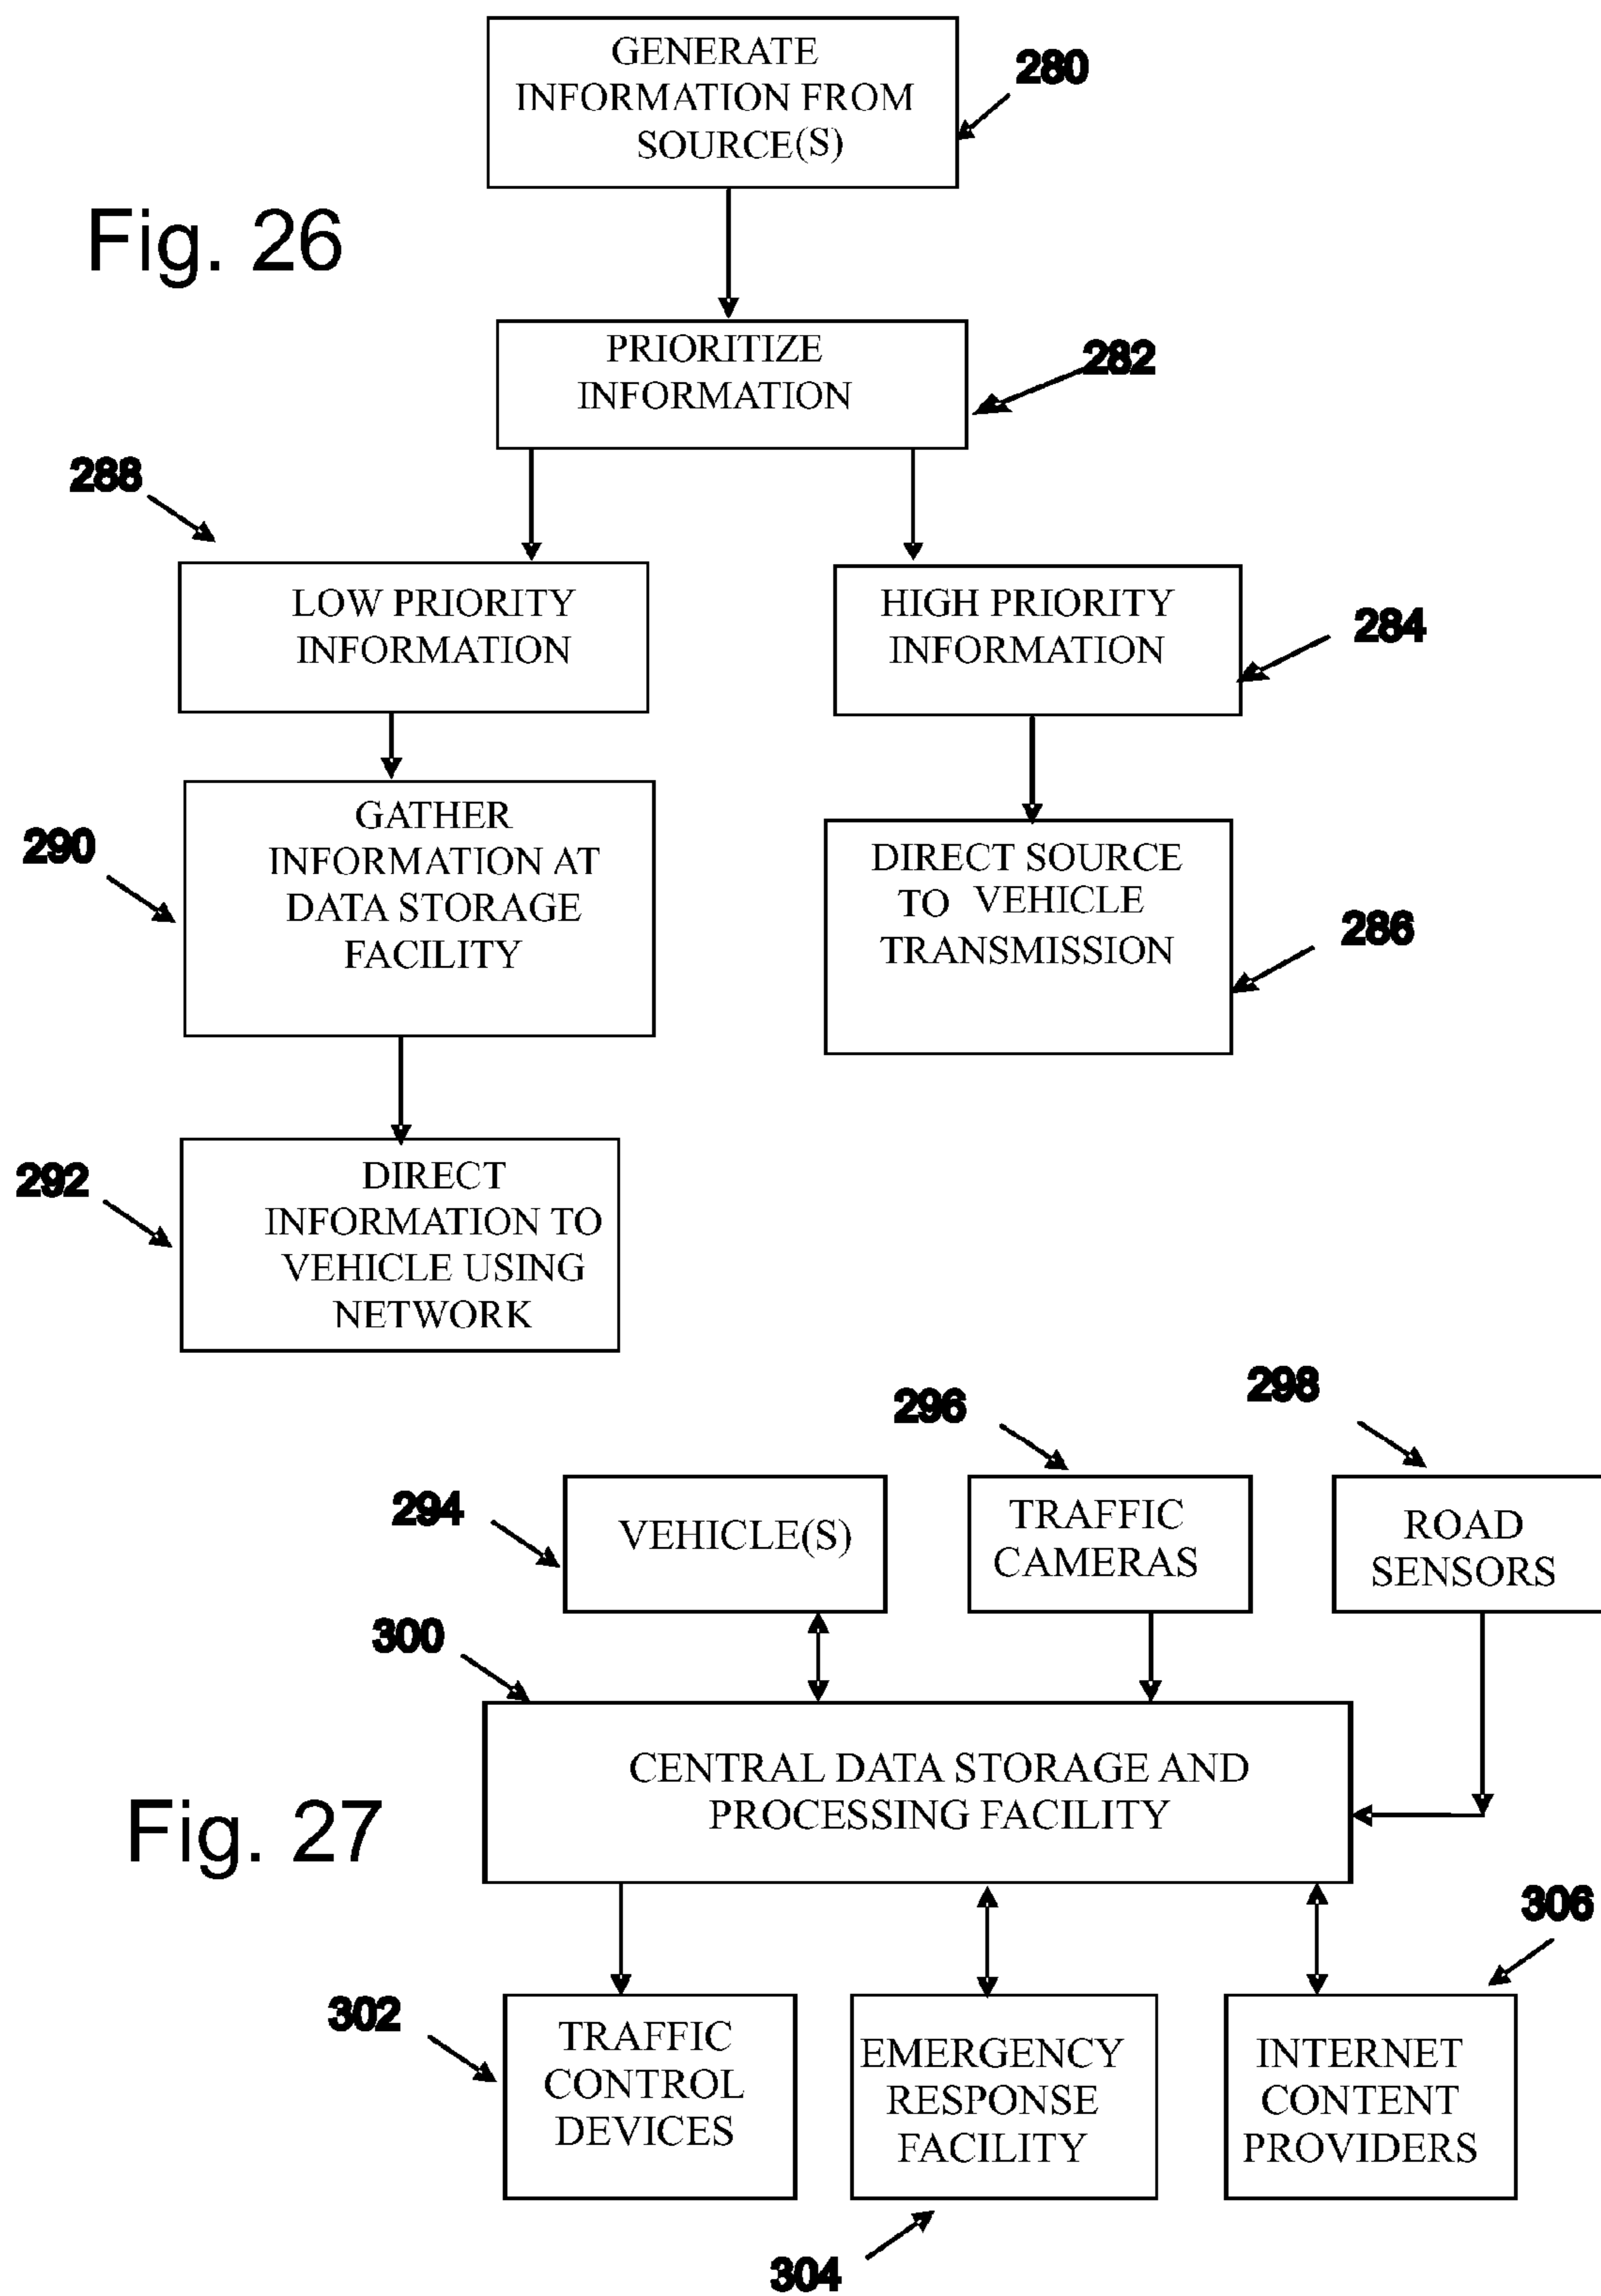 GENERATE
INFORMATION FROM
SOURCE(S)
280
Fig. 26
PRIORITIZE
INFORMATION
282
288
LOW PRIORITY
INFORMATION
HIGH PRIORITY
INFORMATION
284
290
GATHER
INFORMATION AT
DATA STORAGE
FACILITY
DIRECT SOURCE
TO VEHICLE
TRANSMISSION
286
292
DIRECT
INFORMATION TO
VEHICLE USING
NETWORK
296
298
294
VEHICLE(S)
TRAFFIC
CAMERAS
ROAD
SENSORS
300
CENTRAL DATA STORAGE AND
PROCESSING FACILITY
Fig. 27
306
302
TRAFFIC
CONTROL
DEVICES
EMERGENCY
RESPONSE
FACILITY
INTERNET
CONTENT
PROVIDERS
304